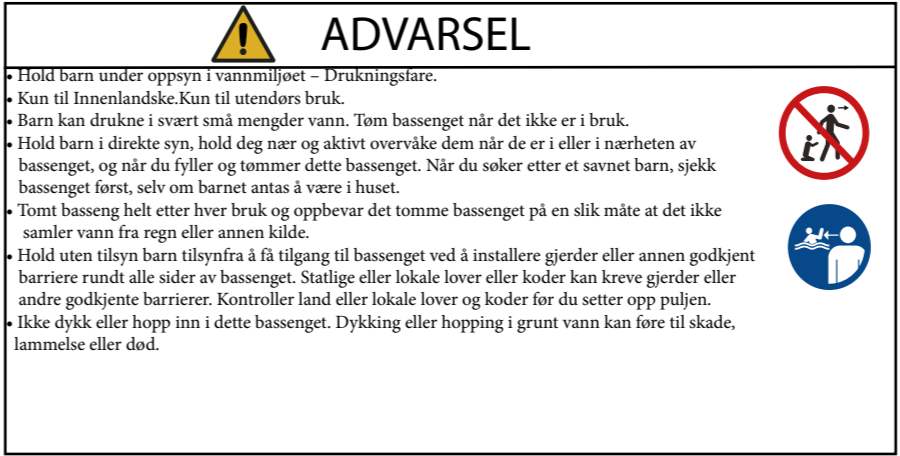 ADVARSEL
• Hold barn under oppsyn i vannmiljøet – Drukningsfare.
• Kun til Innenlandske.Kun til utendørs bruk.
• Barn kan drukne i svært små mengder vann. Tøm bassenget når det ikke er i bruk.
• Hold barn i direkte syn, hold deg nær og aktivt overvåke dem når de er i eller i nærheten av
bassenget, og når du fyller og tømmer dette bassenget. Når du søker etter et savnet barn, sjekk
bassenget først, selv om barnet antas å være i huset.
• Tomt basseng helt etter hver bruk og oppbevar det tomme bassenget på en slik måte at det ikke
samler vann fra regn eller annen kilde.
• Hold uten tilsyn barn tilsynfra å få tilgang til bassenget ved å installere gjerder eller annen godkjent
barriere rundt alle sider av bassenget. Statlige eller lokale lover eller koder kan kreve gjerder eller
andre godkjente barrierer. Kontroller land eller lokale lover og koder før du setter opp puljen.
• Ikke dykk eller hopp inn i dette bassenget. Dykking eller hopping i grunt vann kan føre til skade,
lammelse eller død.